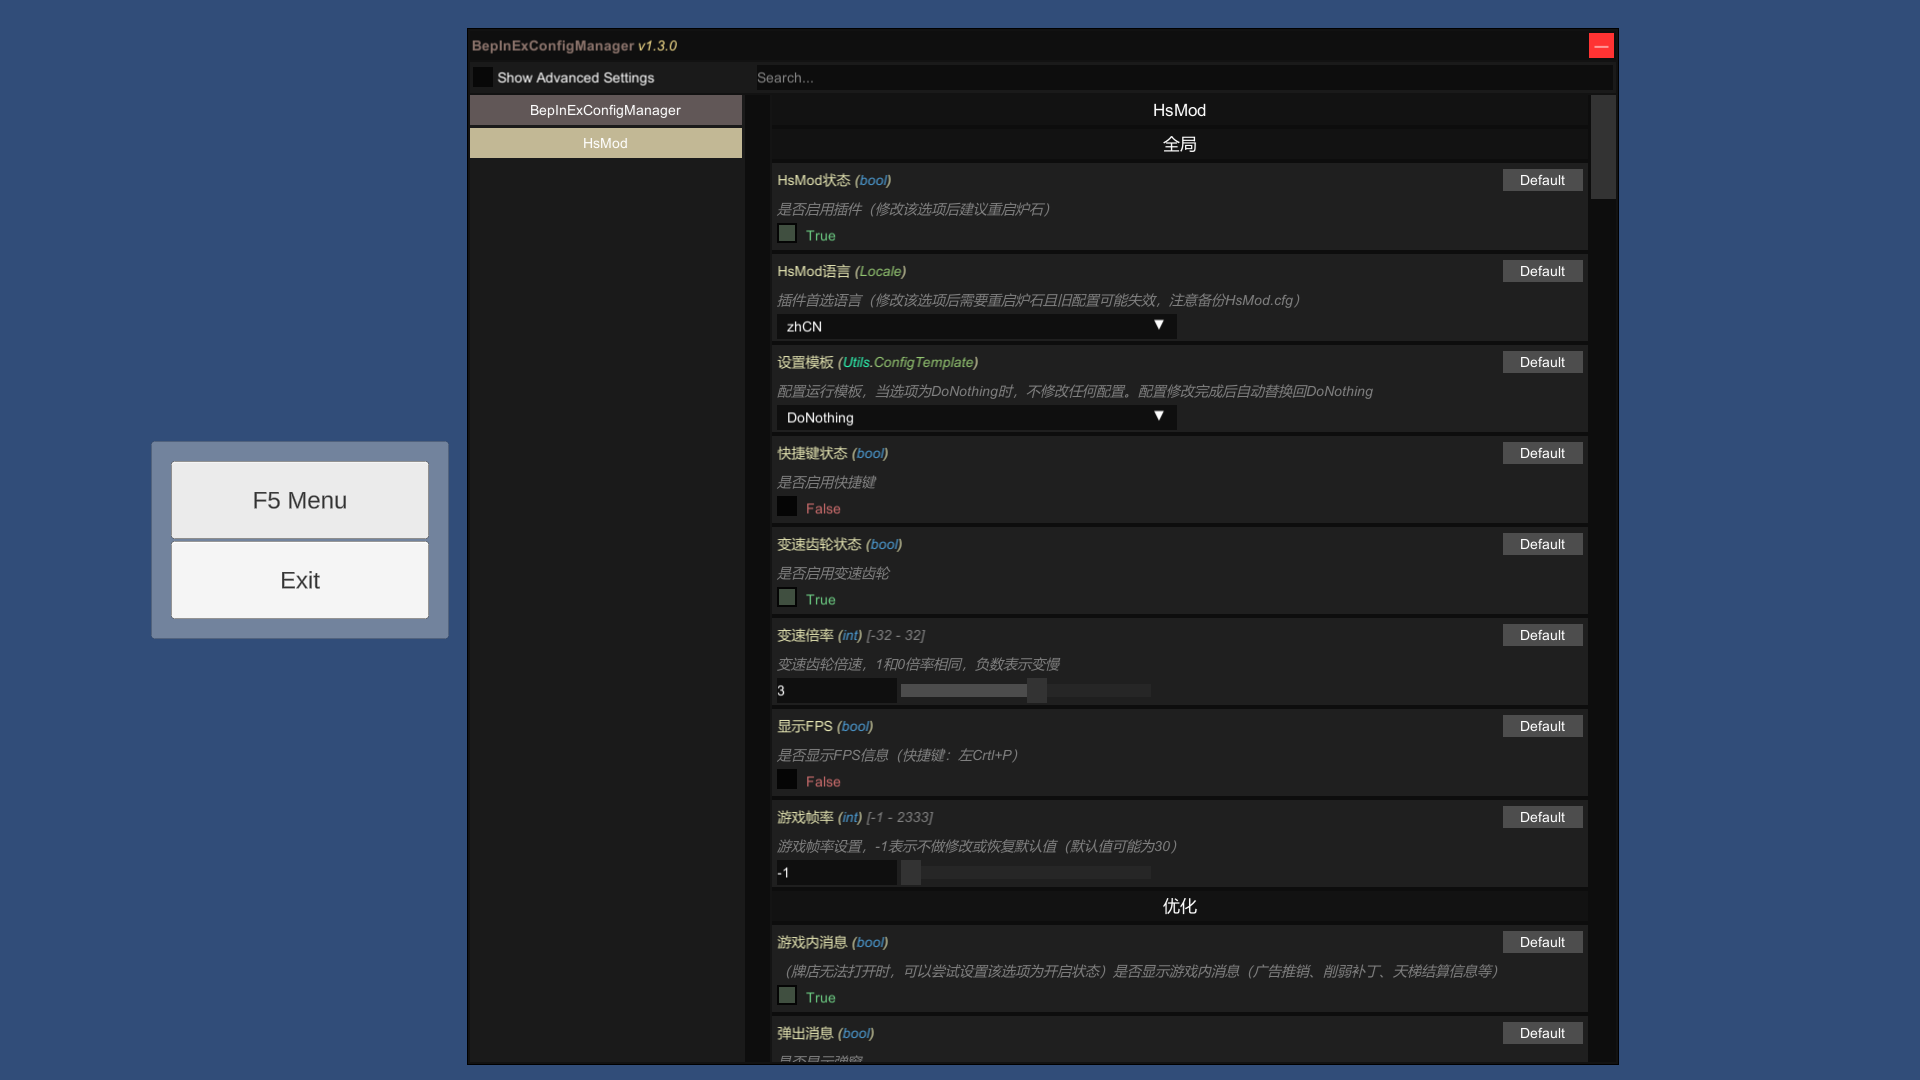 BepInExConfigManager v1.3.0
—
Show Advanced Settings
Search...
BepInExConfigManager
HsMod
F5 Menu
Exit
HsMod
全局
HsMod状态 (bool)
Default
是否启用插件（修改该选项后建议重启炉石）
True
HsMod语言 (Locale)
Default
插件首选语言（修改该选项后需要重启炉石且旧配置可能失效，注意备份HsMod.cfg）
zhCN ▼
设置模板 (Utils.ConfigTemplate)
Default
配置运行模板，当选项为DoNothing时，不修改任何配置。配置修改完成后自动替换回DoNothing
DoNothing ▼
快捷键状态 (bool)
Default
是否启用快捷键
False
变速齿轮状态 (bool)
Default
是否启用变速齿轮
True
变速倍率 (int) [-32 - 32]
Default
变速齿轮倍速，1和0倍率相同，负数表示变慢
3
显示FPS (bool)
Default
是否显示FPS信息（快捷键：左Crtl+P）
False
游戏帧率 (int) [-1 - 2333]
Default
游戏帧率设置，-1表示不做修改或恢复默认值（默认值可能为30）
-1
优化
游戏内消息 (bool)
Default
（牌店无法打开时，可以尝试设置该选项为开启状态）是否显示游戏内消息（广告推销、削弱补丁、天梯结算信息等）
True
弹出消息 (bool)
Default
是否显示弹窗